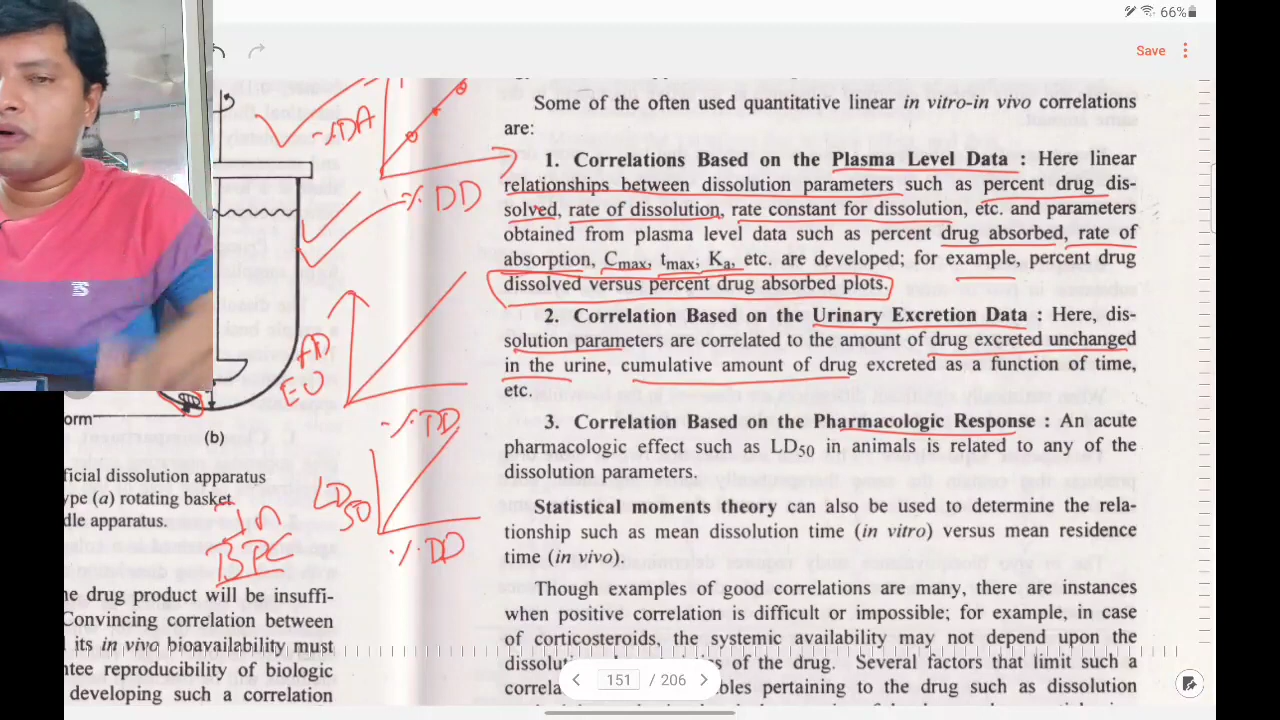 66%
Save
Some of the often used quantitative linear in vitro-in vivo correlations
are:
1. Correlations Based on the Plasma Level Data : Here linear
relationships between dissolution parameters such as percent drug dis-
solved, rate of dissolution, rate constant for dissolution, etc. and parameters
obtained from plasma level data such as percent drug absorbed, rate of
absorption, Cmax, tmax, Ka, etc. are developed; for example, percent drug
dissolved versus percent drug absorbed plots.
2. Correlation Based on the Urinary Excretion Data : Here, dis-
solution parameters are correlated to the amount of drug excreted unchanged
in the urine, cumulative amount of drug excreted as a function of time,
etc.
3. Correlation Based on the Pharmacologic Response : An acute
pharmacologic effect such as LD50 in animals is related to any of the
dissolution parameters.
Statistical moments theory can also be used to determine the rela-
tionship such as mean dissolution time (in vitro) versus mean residence
time (in vivo).
Though examples of good correlations are many, there are instances
when positive correlation is difficult or impossible; for example, in case
of corticosteroids, the systemic availability may not depend upon the
of the drug. Several factors that limit such a
pertaining to the drug such as dissolution
151 / 206
%DA
% DD
AD
EU
% DD
LD
50
% DD
BPC
orm
(b)
ficial dissolution apparatus
ype (a) rotating basket
dle apparatus.
he drug product will be insuffi-
Convincing correlation between
its in vivo bioavailability must
ntee reproducibility of biologic
developing such a correlation